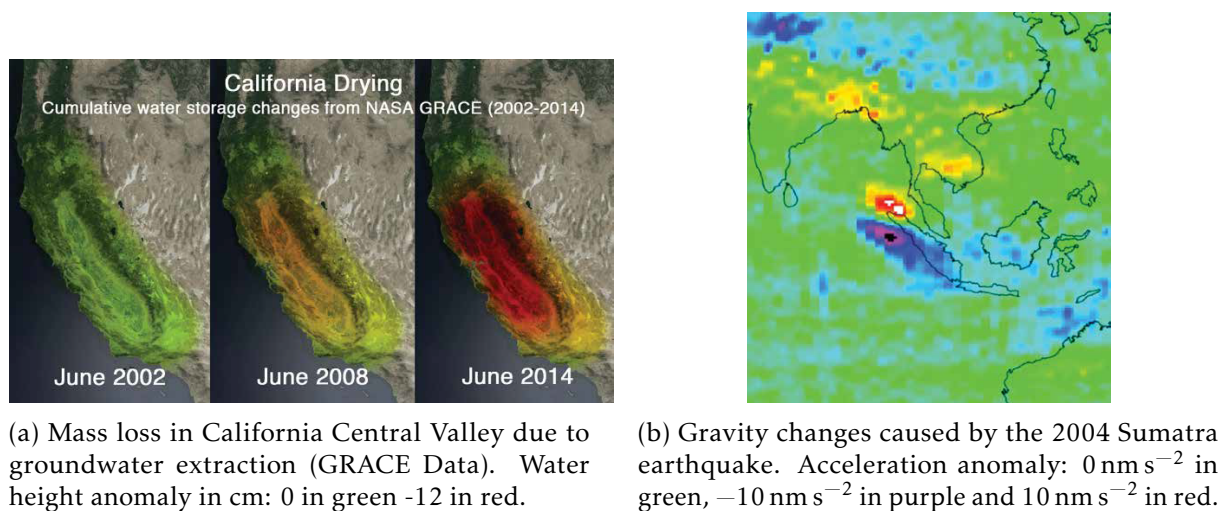 California Drying
Cumulative water storage changes from NASA GRACE (2002-2014)
June 2002
June 2008
June 2014
(a) Mass loss in California Central Valley due to
groundwater extraction (GRACE Data). Water
height anomaly in cm: 0 in green -12 in red.
(b) Gravity changes caused by the 2004 Sumatra
earthquake. Acceleration anomaly: 0 nm s⁻² in
green, −10 nm s⁻² in purple and 10 nm s⁻² in red.